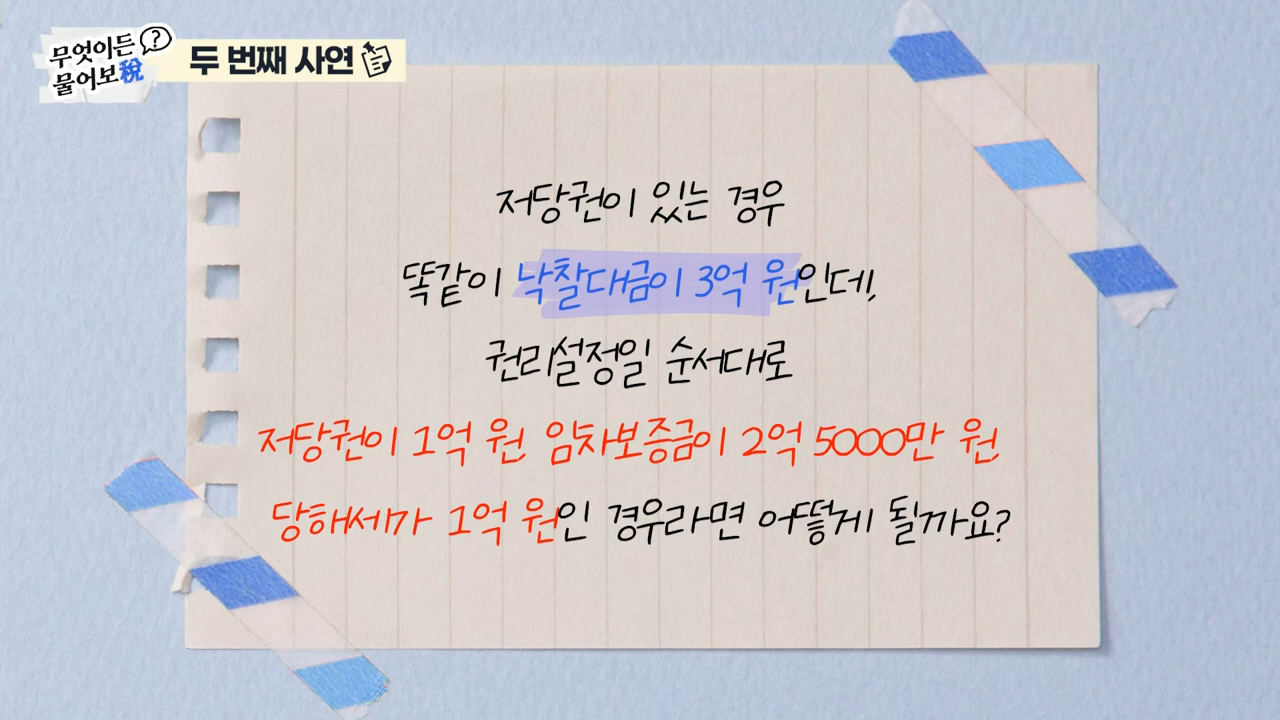 무엇이든
물어보稅
?
두 번째 사연
저당권이 있는 경우
똑같이 낙찰대금이 3억 원인데,
권리설정일 순서대로
저당권이 1억 원 임차보증금이 2억 5000만 원
당해세가 1억 원인 경우라면 어떻게 될까요?